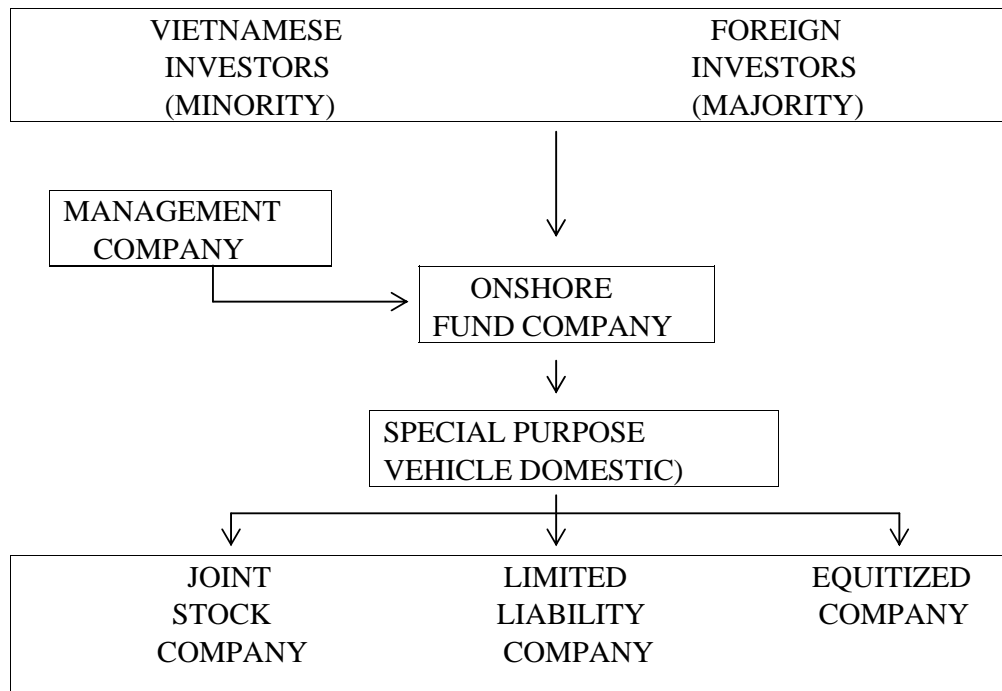 VIETNAMESE
INVESTORS
(MINORITY)
FOREIGN
INVESTORS
(MAJORITY)
MANAGEMENT
COMPANY
ONSHORE
FUND COMPANY
SPECIAL PURPOSE
VEHICLE DOMESTIC)
JOINT
STOCK
COMPANY
LIMITED
LIABILITY
COMPANY
EQUITIZED
COMPANY